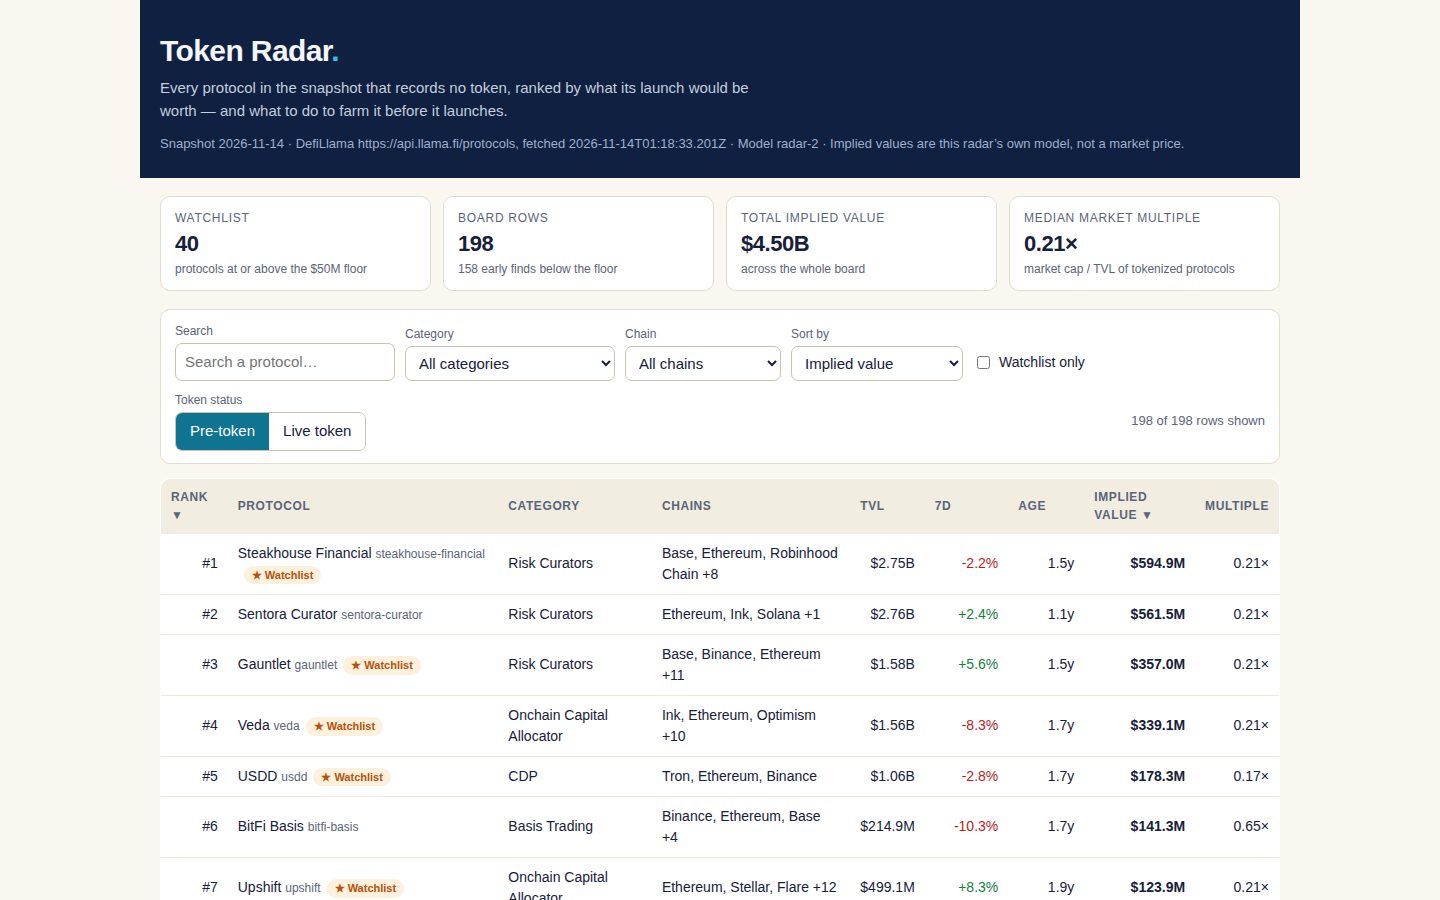 Token Radar.
Every protocol in the snapshot that records no token, ranked by what its launch would be
worth — and what to do to farm it before it launches.
Snapshot 2026-11-14 · DefiLlama https://api.llama.fi/protocols, fetched 2026-11-14T01:18:33.201Z · Model radar-2 · Implied values are this radar’s own model, not a market price.
WATCHLIST
40
protocols at or above the $50M floor
BOARD ROWS
198
158 early finds below the floor
TOTAL IMPLIED VALUE
$4.50B
across the whole board
MEDIAN MARKET MULTIPLE
0.21×
market cap / TVL of tokenized protocols
Search
Search a protocol…
Category
All categories
Chain
All chains
Sort by
Implied value
Watchlist only
Token status
Pre-token Live token
198 of 198 rows shown
RANK ▼ PROTOCOL CATEGORY CHAINS TVL 7D AGE IMPLIED VALUE ▼ MULTIPLE
#1 Steakhouse Financial steakhouse-financial ★ Watchlist Risk Curators Base, Ethereum, Robinhood Chain +8 $2.75B -2.2% 1.5y $594.9M 0.21×
#2 Sentora Curator sentora-curator Risk Curators Ethereum, Ink, Solana +1 $2.76B +2.4% 1.1y $561.5M 0.21×
#3 Gauntlet gauntlet ★ Watchlist Risk Curators Base, Binance, Ethereum +11 $1.58B +5.6% 1.5y $357.0M 0.21×
#4 Veda veda ★ Watchlist Onchain Capital Allocator Ink, Ethereum, Optimism +10 $1.56B -8.3% 1.7y $339.1M 0.21×
#5 USDD usdd ★ Watchlist CDP Tron, Ethereum, Binance $1.06B -2.8% 1.7y $178.3M 0.17×
#6 BitFi Basis bitfi-basis Basis Trading Binance, Ethereum, Base +4 $214.9M -10.3% 1.7y $141.3M 0.65×
#7 Upshift upshift ★ Watchlist Onchain Capital Allocator Ethereum, Stellar, Flare +12 $499.1M +8.3% 1.9y $123.9M 0.21×